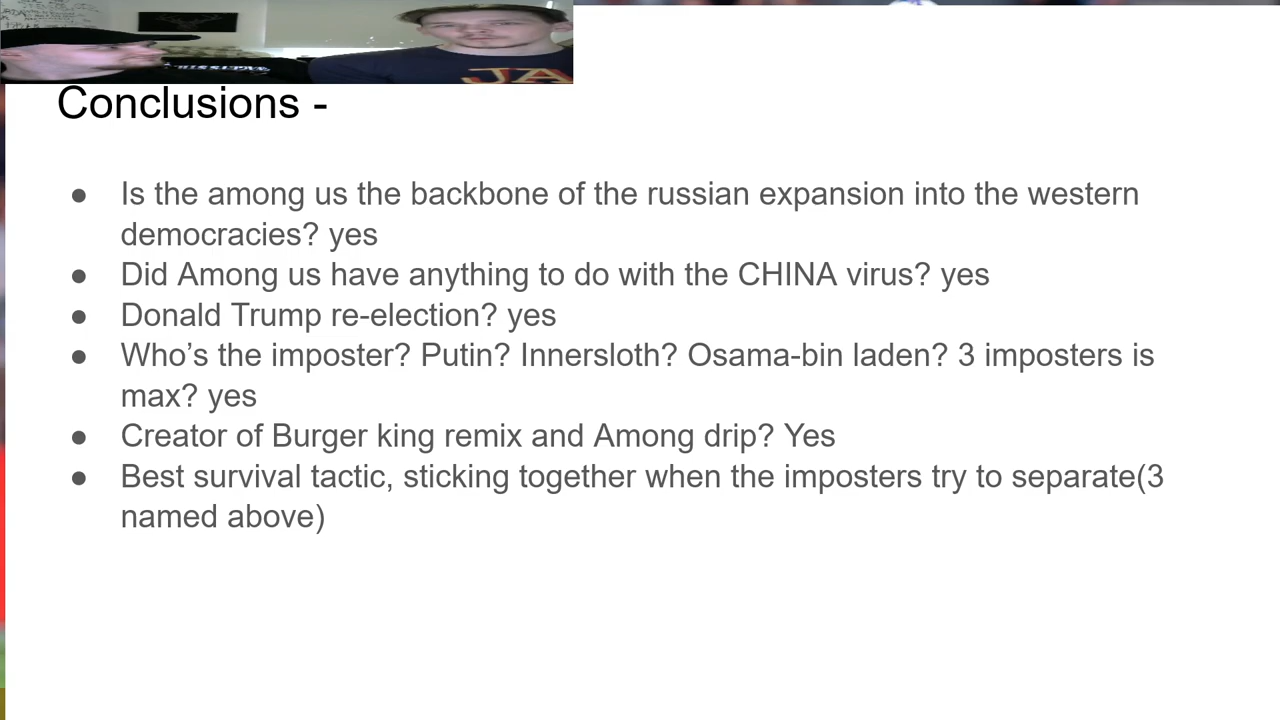 JA
Conclusions -
● Is the among us the backbone of the russian expansion into the western
democracies? yes
● Did Among us have anything to do with the CHINA virus? yes
● Donald Trump re-election? yes
● Who’s the imposter? Putin? Innersloth? Osama-bin laden? 3 imposters is
max? yes
● Creator of Burger king remix and Among drip? Yes
● Best survival tactic, sticking together when the imposters try to separate(3
named above)